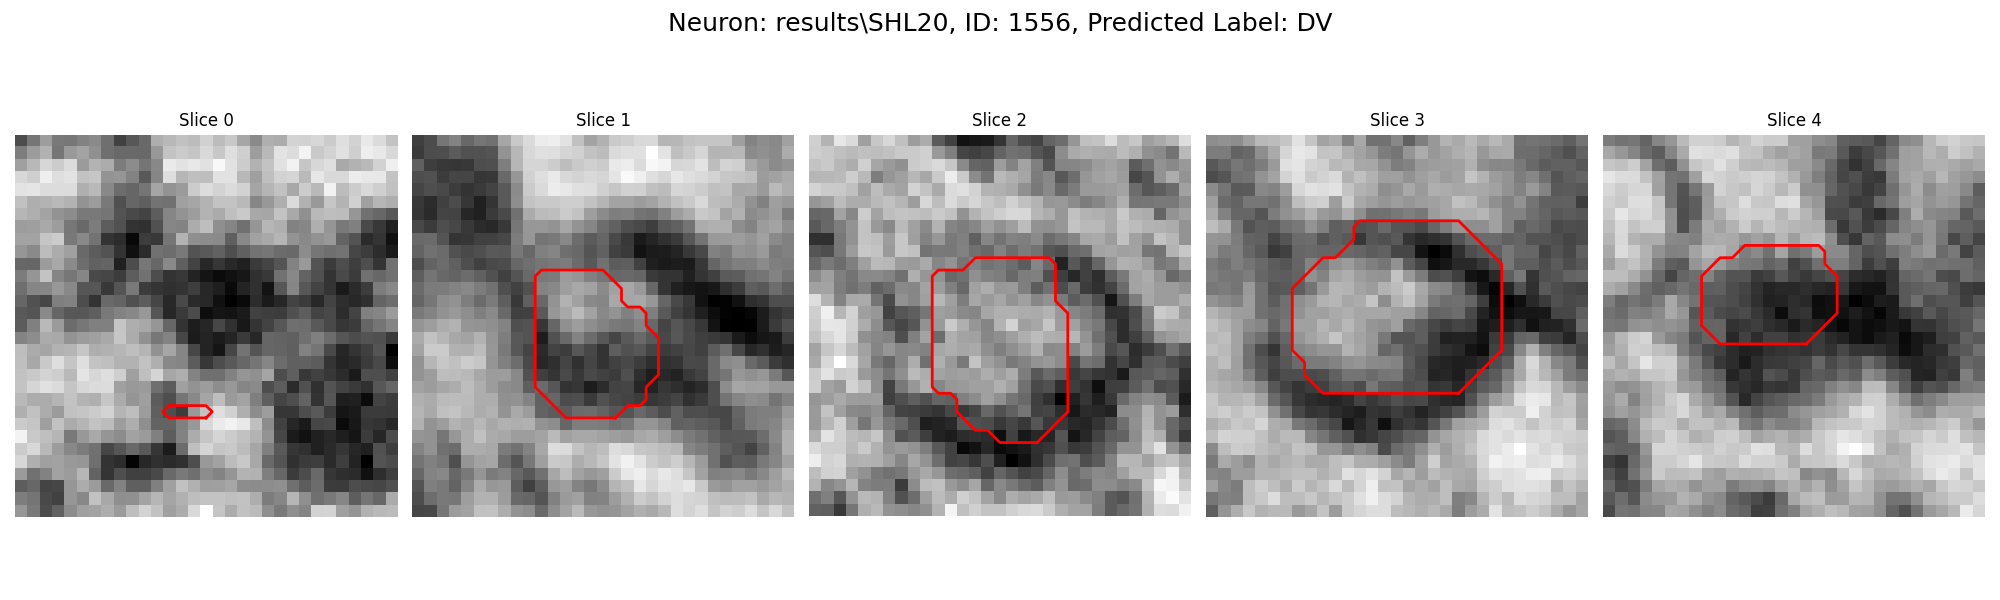 Neuron: results\SHL20, ID: 1556, Predicted Label: DV
Slice 0
Slice 1
Slice 2
Slice 3
Slice 4